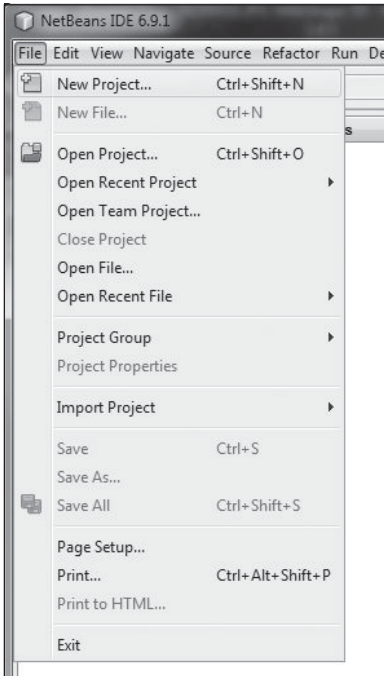 NetBeans IDE 6.9.1
File Edit View Navigate Source Refactor Run De
New Project... Ctrl+Shift+N
New File... Ctrl+N
s
Open Project... Ctrl+Shift+O
Open Recent Project
Open Team Project...
Close Project
Open File...
Open Recent File
Project Group
Project Properties
Import Project
Save Ctrl+S
Save As...
Save All Ctrl+Shift+S
Page Setup...
Print... Ctrl+Alt+Shift+P
Print to HTML...
Exit